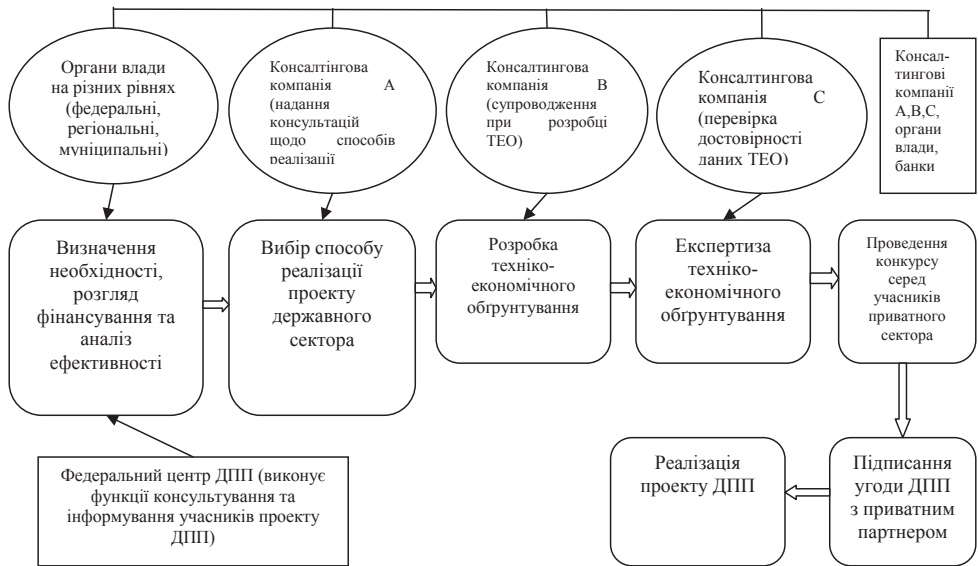 Органи влади
на різних рівнях
(федеральні,
регіональні,
муніципальні)
Консалтінгова
компанія А
(надання
консультацій
щодо способів
реалізації
Консалтингова
компанія В
(супроводження
при розробці
ТЕО)
Консалтингова
компанія С
(перевірка
достовірності
даних ТЕО)
Консал-
тингові
компанії
А,В,С,
органи
влади,
банки
Визначення
необхідності,
розгляд
фінансування та
аналіз
ефективності
Вибір способу
реалізації
проекту
державного
сектора
Розробка
техніко-
економічного
обґрунтування
Експертиза
техніко-
економічного
обґрунтування
Проведення
конкурсу
серед
учасників
приватного
сектора
Федеральний центр ДПП (виконує
функції консультування та
інформування учасників проекту
ДПП)
Реалізація
проекту ДПП
Підписання
угоди ДПП
з приватним
партнером